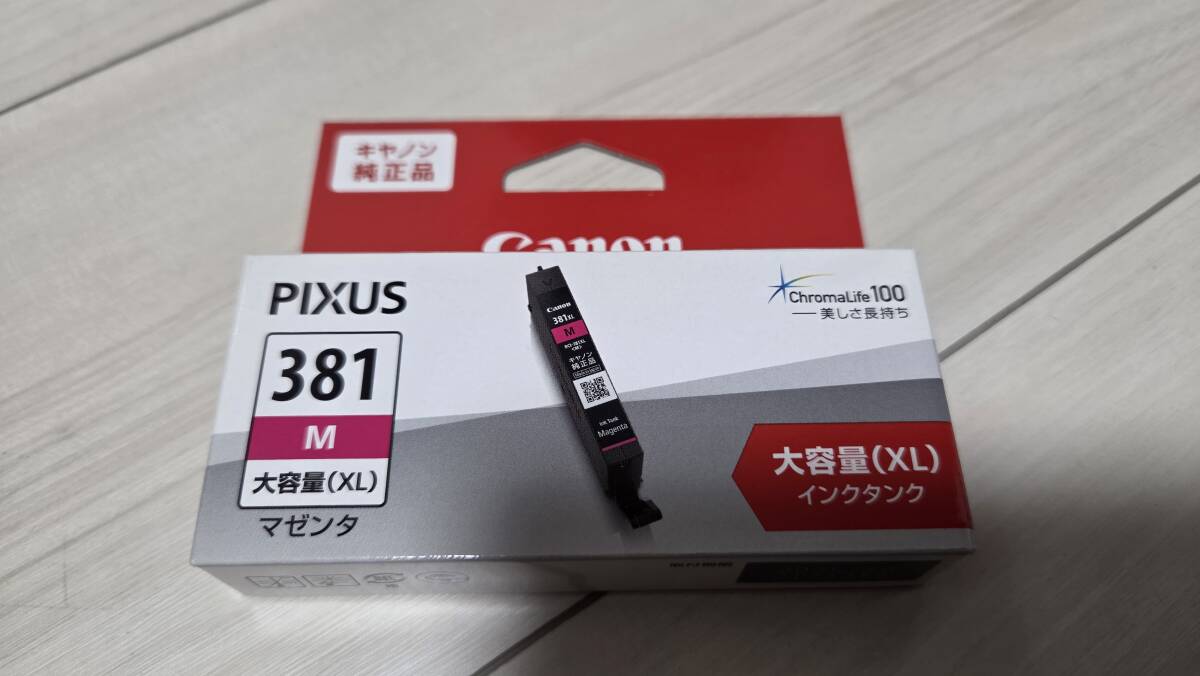 キヤノン
純正品
Canon
PIXUS
381
M
大容量(XL)
マゼンタ
Canon
381XL
M
BCI-381XL
キヤノン
純正品
Ink Tank
Magenta
ChromaLife100
美しさ長持ち
大容量(XL)
インクタンク